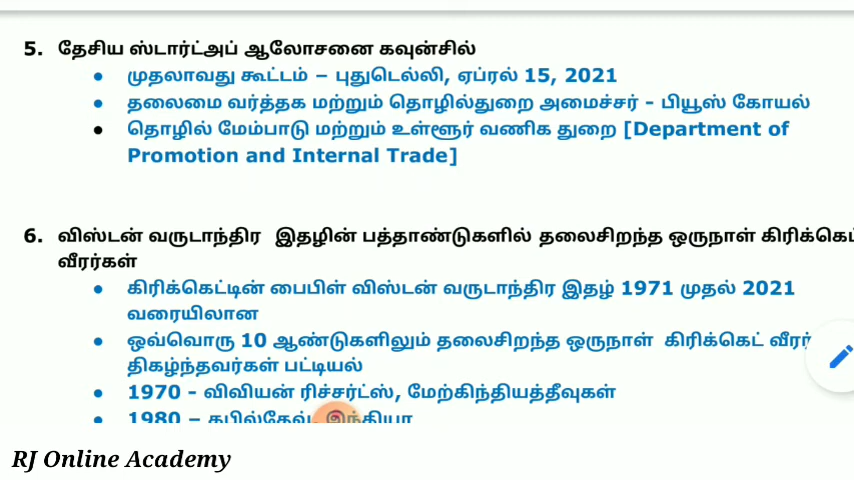 5. தேசிய ஸ்டார்ட்அப் ஆலோசனை கவுன்சில்
• முதலாவது கூட்டம் – புதுடெல்லி, ஏப்ரல் 15, 2021
• தலைமை வர்த்தக மற்றும் தொழில்துறை அமைச்சர் - பியூஸ் கோயல்
• தொழில் மேம்பாடு மற்றும் உள்ளூர் வணிக துறை [Department of
Promotion and Internal Trade]
6. விஸ்டன் வருடாந்திர இதழின் பத்தாண்டுகளில் தலைசிறந்த ஒருநாள்
வீரர்கள்
• கிரிக்கெட்டின் பைபிள் விஸ்டன் வருடாந்திர இதழ் 1971 முதல் 2021
வரையிலான
• ஒவ்வொரு 10 ஆண்டுகளிலும் தலைசிறந்த ஒருநாள் கிரிக்கெட்
திகழ்ந்தவர்கள் பட்டியல்
• 1970 - விவியன் ரிச்சர்ட்ஸ், மேற்கிந்தியத்தீவுகள்
• 1980 – கபில்தேவ், இந்தியா
RJ Online Academy